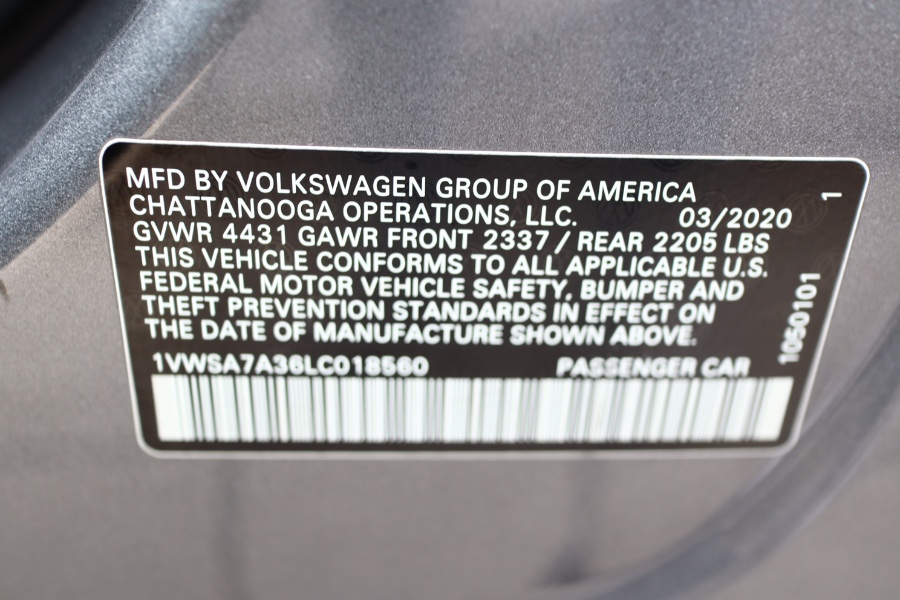 MFD BY VOLKSWAGEN GROUP OF AMERICA
CHATTANOOGA OPERATIONS, LLC. 03/2020
GVWR 4431 GAWR FRONT 2337 / REAR 2205 LBS
THIS VEHICLE CONFORMS TO ALL APPLICABLE U.S.
FEDERAL MOTOR VEHICLE SAFETY, BUMPER AND
THEFT PREVENTION STANDARDS IN EFFECT ON
THE DATE OF MANUFACTURE SHOWN ABOVE.
1VWSA7A36LC018560 PASSENGER CAR
1050101 1